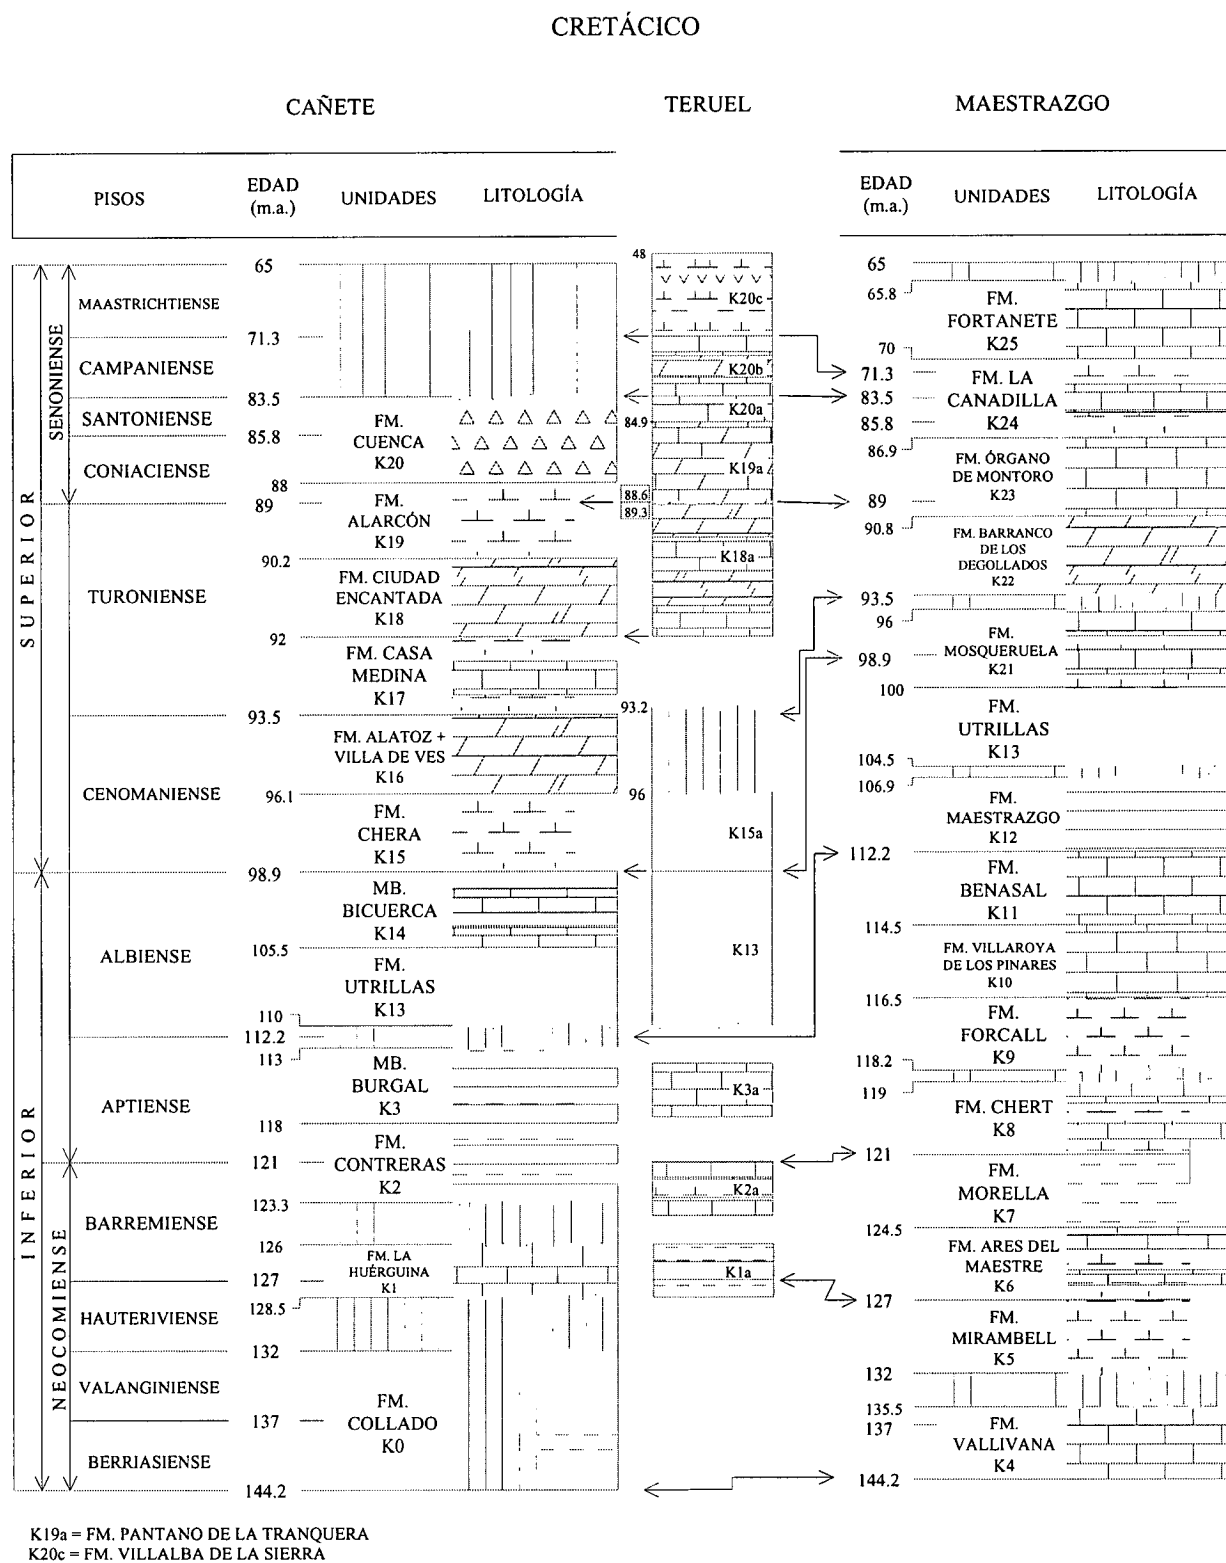 CRETÁCICO
CAÑETE
TERUEL
MAESTRAZGO
PISOS
EDAD
(m.a.)
UNIDADES
LITOLOGÍA
EDAD
(m.a.)
UNIDADES
LITOLOGÍA
SUPERIOR
INFERIOR
SENONIENSE
NEOCOMIENSE
MAASTRICHTIENSE
CAMPANIENSE
SANTONIENSE
CONIACIENSE
TURONIENSE
CENOMANIENSE
ALBIENSE
APTIENSE
BARREMIENSE
HAUTERIVIENSE
VALANGINIENSE
BERRIASIENSE
65
71.3
83.5
85.8
88
89
90.2
92
93.5
96.1
98.9
105.5
110
112.2
113
118
121
123.3
126
127
128.5
132
137
144.2
FM.
CUENCA
K20
FM.
ALARCÓN
K19
FM. CIUDAD
ENCANTADA
K18
FM. CASA
MEDINA
K17
FM. ALATOZ +
VILLA DE VES
K16
FM.
CHERA
K15
MB.
BICUERCA
K14
FM.
UTRILLAS
K13
MB.
BURGAL
K3
FM.
CONTRERAS
K2
FM. LA
HUÉRGUINA
K1
FM.
COLLADO
K0
48
K20c
K20b
K20a
84.9
K19a
88.6
89.3
K18a
93.2
96
K15a
K13
K3a
K2a
K1a
65
65.8
70
71.3
83.5
85.8
86.9
89
90.8
93.5
96
98.9
100
104.5
106.9
112.2
114.5
116.5
118.2
119
121
124.5
127
132
135.5
137
144.2
FM.
FORTANETE
K25
FM. LA
CANADILLA
K24
FM. ÓRGANO
DE MONTORO
K23
FM. BARRANCO
DE LOS
DEGOLLADOS
K22
FM.
MOSQUERUELA
K21
FM.
UTRILLAS
K13
FM.
MAESTRAZGO
K12
FM.
BENASAL
K11
FM. VILLAROYA
DE LOS PINARES
K10
FM.
FORCALL
K9
FM. CHERT
K8
FM.
MORELLA
K7
FM. ARES DEL
MAESTRE
K6
FM.
MIRAMBELL
K5
FM.
VALLIVANA
K4
K19a = FM. PANTANO DE LA TRANQUERA
K20c = FM. VILLALBA DE LA SIERRA